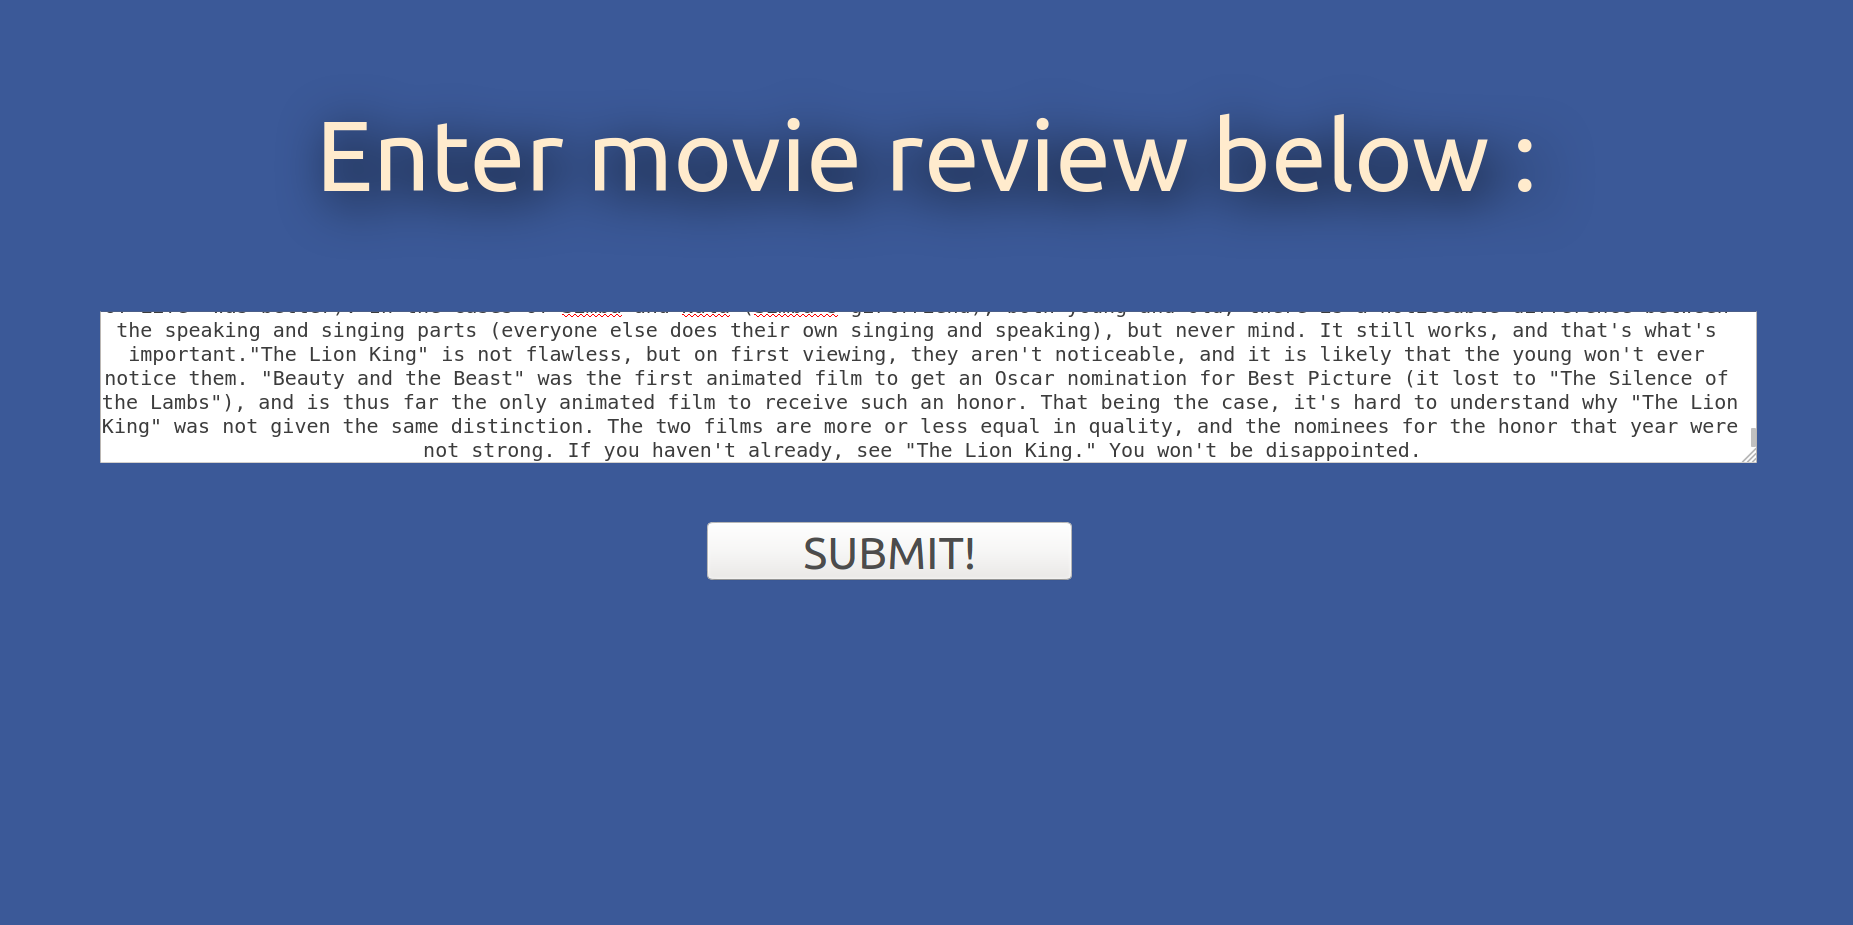 Enter movie review below :
the speaking and singing parts (everyone else does their own singing and speaking), but never mind. It still works, and that's what's
important."The Lion King" is not flawless, but on first viewing, they aren't noticeable, and it is likely that the young won't ever
notice them. "Beauty and the Beast" was the first animated film to get an Oscar nomination for Best Picture (it lost to "The Silence of
the Lambs"), and is thus far the only animated film to receive such an honor. That being the case, it's hard to understand why "The Lion
King" was not given the same distinction. The two films are more or less equal in quality, and the nominees for the honor that year were
not strong. If you haven't already, see "The Lion King." You won't be disappointed.
SUBMIT!